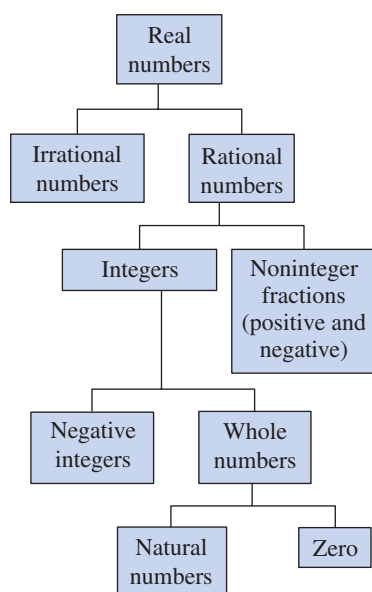 Real
numbers
Irrational
numbers
Rational
numbers
Integers
Noninteger
fractions
(positive and
negative)
Negative
integers
Whole
numbers
Natural
numbers
Zero